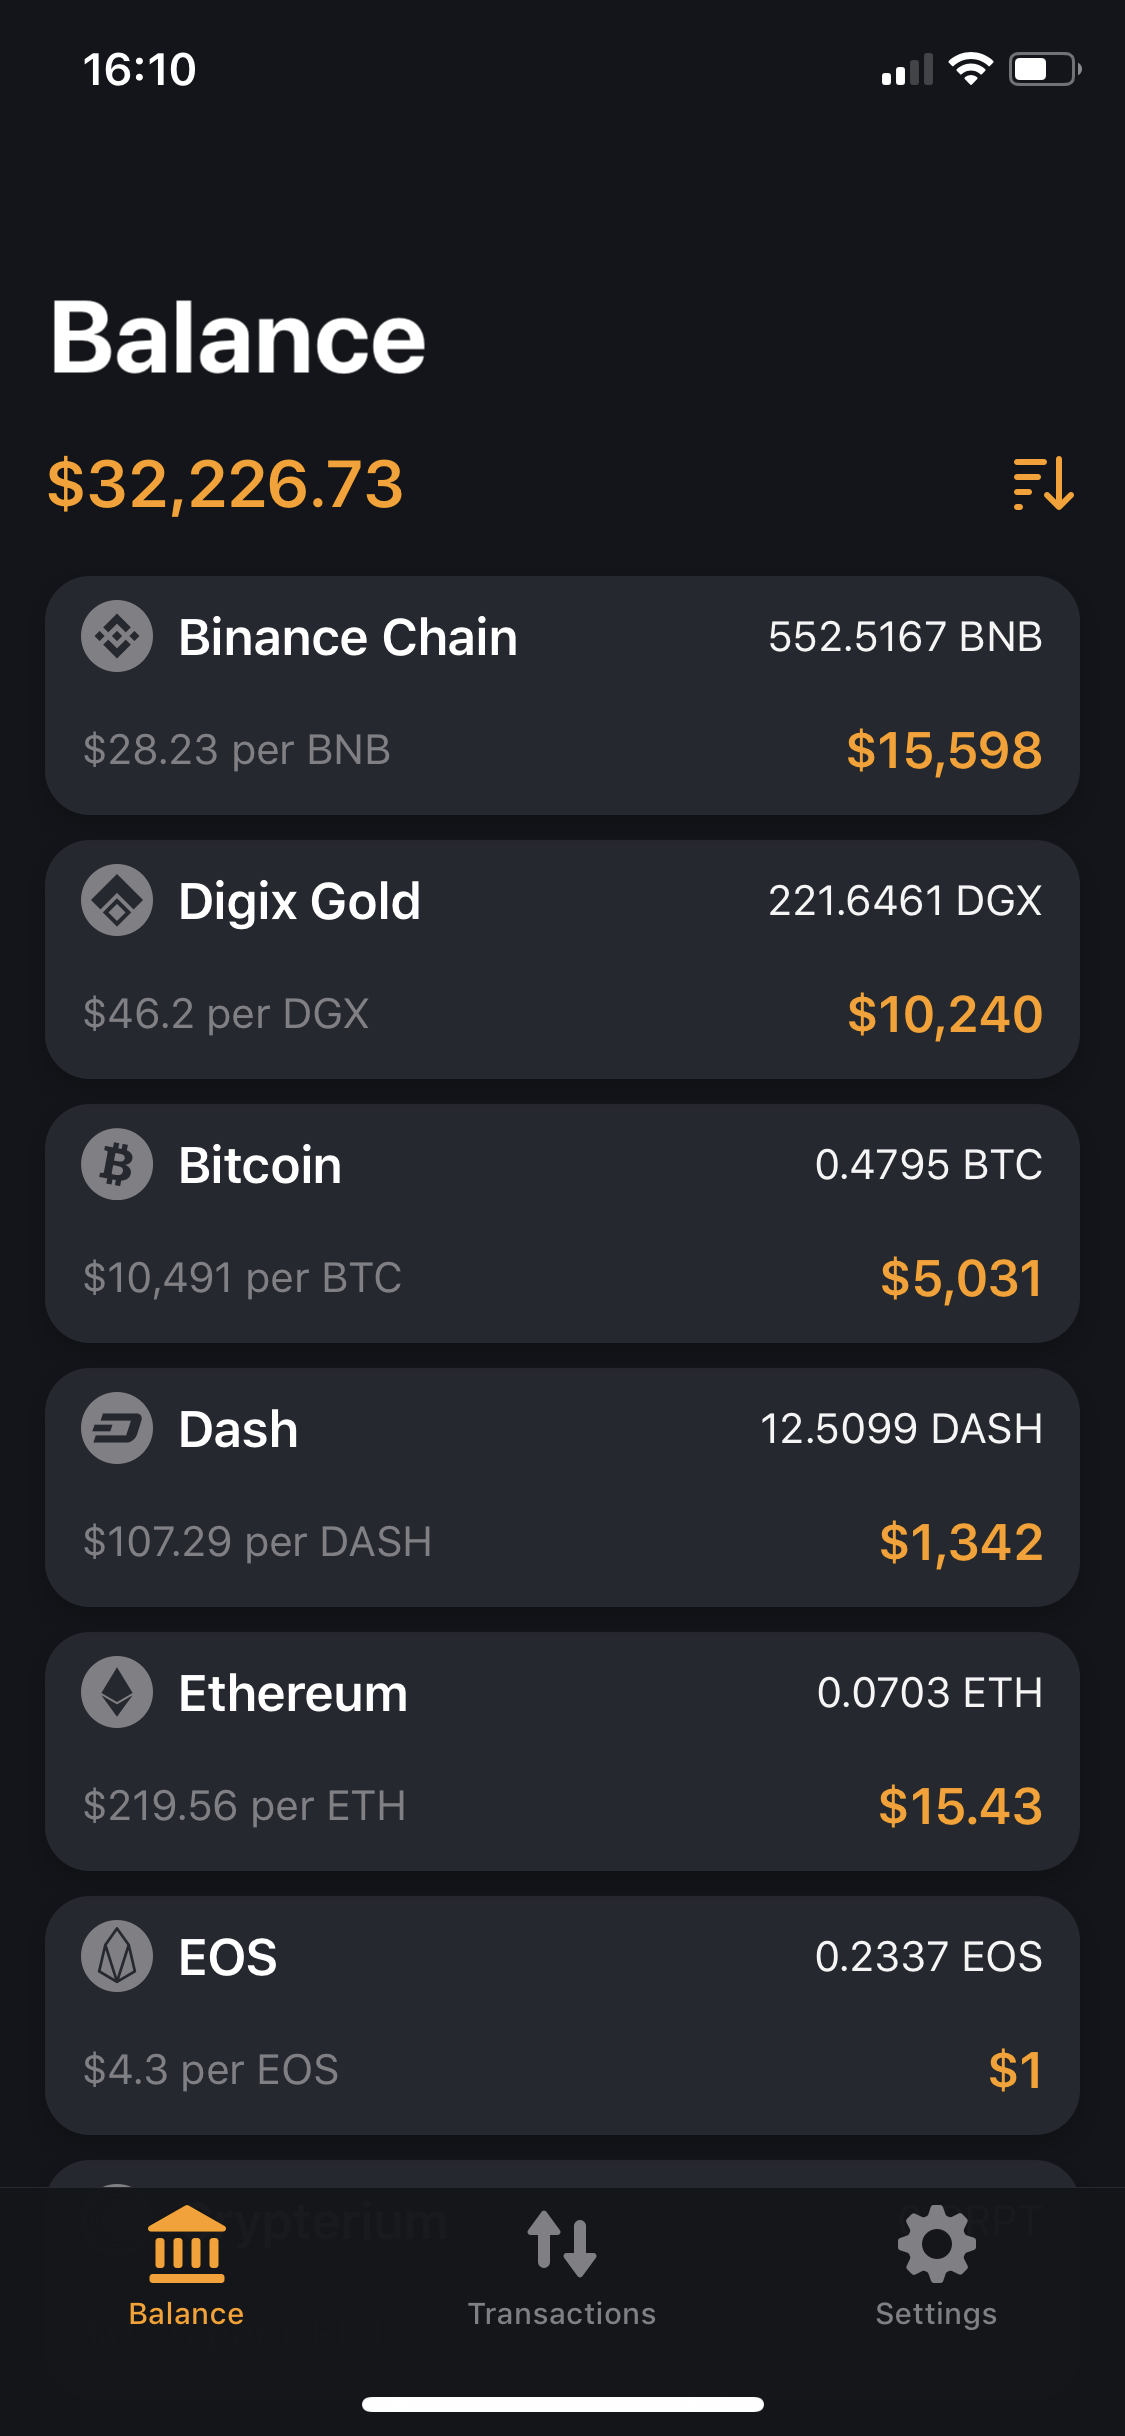 16:10
Balance
$32,226.73
Binance Chain 552.5167 BNB
$28.23 per BNB $15,598
Digix Gold 221.6461 DGX
$46.2 per DGX $10,240
Bitcoin 0.4795 BTC
$10,491 per BTC $5,031
Dash 12.5099 DASH
$107.29 per DASH $1,342
Ethereum 0.0703 ETH
$219.56 per ETH $15.43
EOS 0.2337 EOS
$4.3 per EOS $1
Balance Transactions Settings